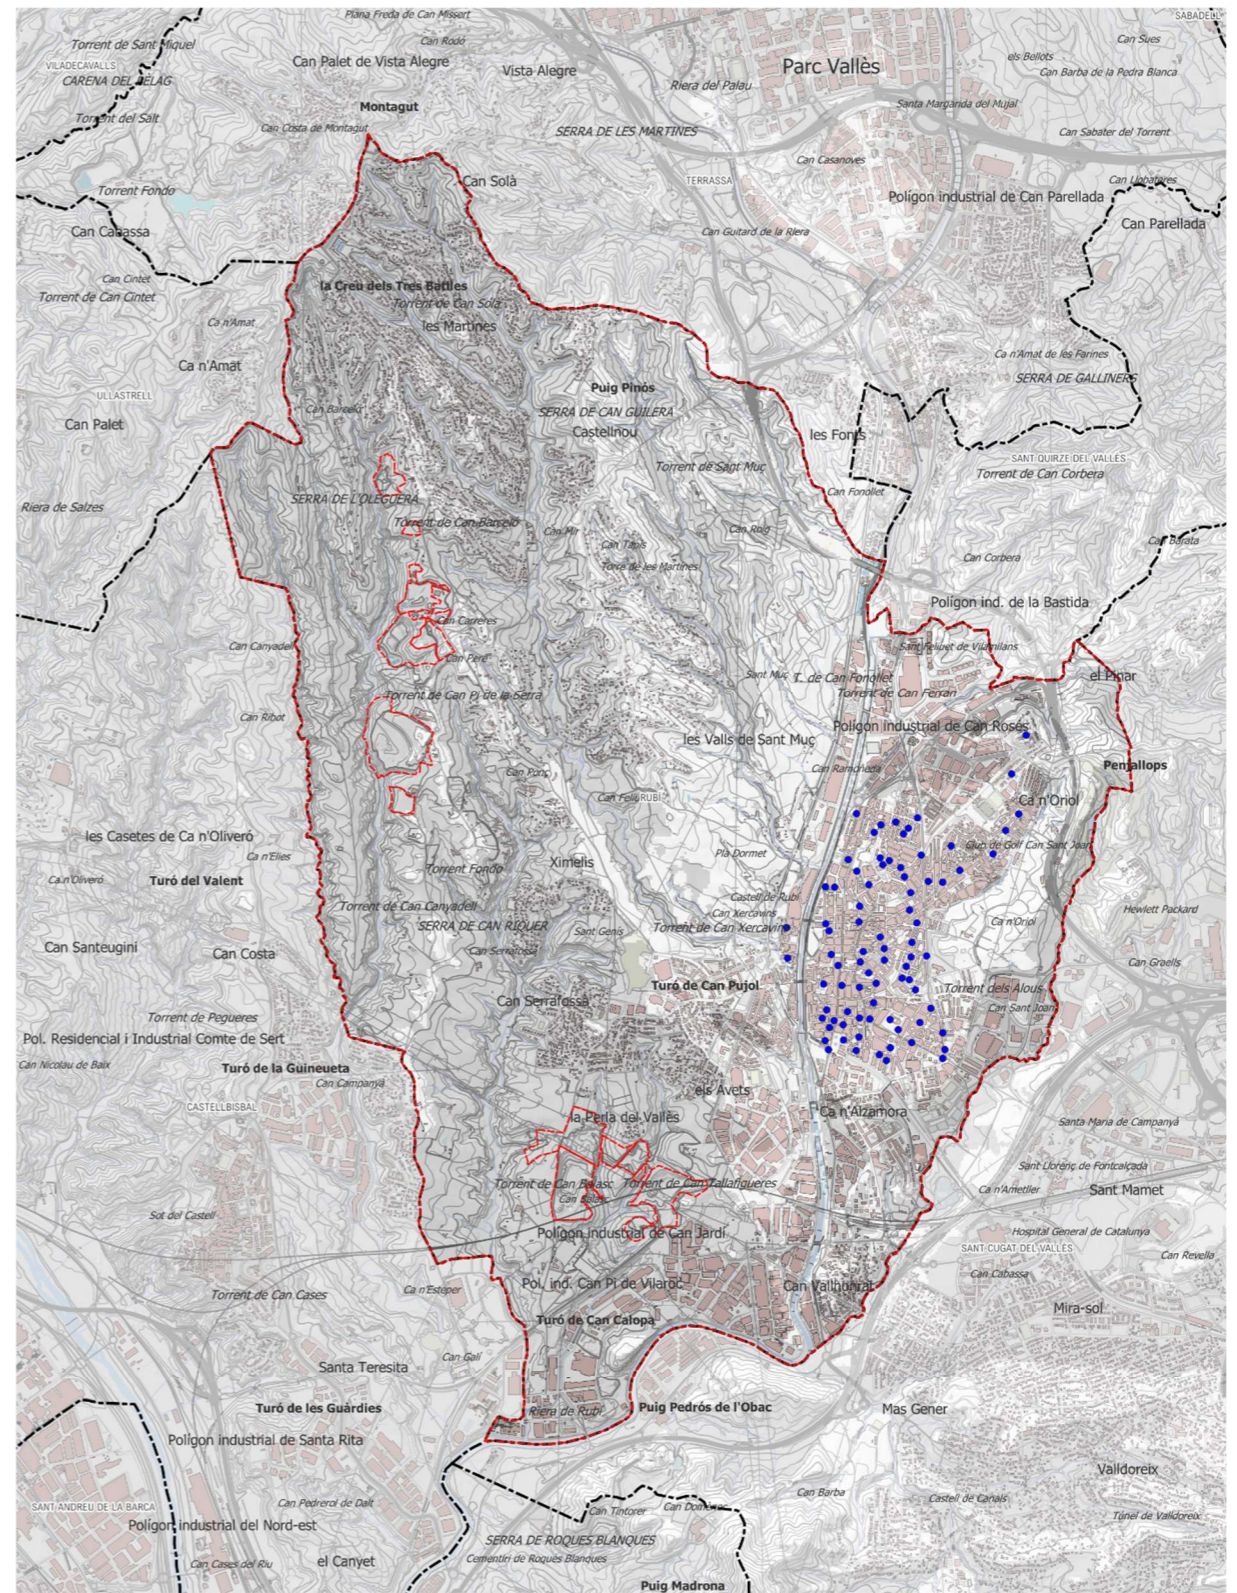 Plana Freda de Can Missert
SABADELL
Torrent de Sant Miquel
Can Rodó
Can Sues
VILADECAVALLS
Can Palet de Vista Alegre
Vista Alegre
Parc Vallès
els Bellots
Can Barba de la Pedra Blanca
CARENA DEL PÈLAG
Riera del Palau
Montagut
Santa Margarida del Mujal
Torrent del Salt
Can Costa de Montagut
SERRA DE LES MARTINES
Can Sabater del Torrent
Can Casanoves
Torrent Fondo
Can Solà
TERRASSA
Can Llobateres
Polígon industrial de Can Parellada
Can Cabassa
Can Guitard de la Riera
Can Parellada
Can Cintet
la Creu dels Tres Batlles
Torrent de Can Cintet
Torrent de Can Solà
Ca n'Amat
les Martines
Ca n'Amat
Ca n'Amat de les Farines
ULLASTRELL
Puig Pinós
SERRA DE GALLINERS
Can Palet
Can Barceló
SERRA DE CAN GUILERA
Castellnou
les Fonts
SANT QUIRZE DEL VALLÈS
Torrent de Sant Muç
Torrent de Can Corbera
Riera de Salzes
SERRA DE L'OLEGUERA
Can Fonollet
Torrent de Can Barceló
Can Mir
Can Roig
Can Tapis
Can Barata
Can Corbera
Torre de les Martines
Polígon ind. de la Bastida
Can Carreres
Can Canyadell
Sant Feliuet de Vilamilans
Can Pere
Sant Muç
T. de Can Fonollet
el Pinar
Torrent de Can Pi de la Serra
Torrent de Can Ferran
Can Ribot
Polígon industrial de Can Rosés
les Valls de Sant Muç
Can Ponç
Can Ramoneda
Penjallops
Can Feliu
RUBÍ
Ca n'Oriol
les Casetes de Ca n'Oliveró
Club de Golf Can Sant Joan
Ca n'Elies
Ximelis
Pla Dormet
Ca n'Oliveró
Turó del Valent
Torrent Fondo
Castell de Rubí
Torrent de Can Canyadell
Can Xercavins
Hewlett Packard
SERRA DE CAN RIQUER
Sant Genís
Torrent de Can Xercavins
Ca n'Oriol
Can Santeugini
Can Costa
Can Serrafossà
Can Graells
Turó de Can Pujol
Torrent dels Alous
Can Serrafossà
Can Sant Joan
Torrent de Pegueres
Pol. Residencial i Industrial Comte de Sert
Can Nicolau de Baix
Turó de la Guineueta
Can Campanyà
els Avets
CASTELLBISBAL
la Perla del Vallès
Ca n'Alzamora
Santa Maria de Campanyà
Sant Llorenç de Fontcalçada
Torrent de Can Balasc
Torrent de Can Tallafigueres
Ca n'Ametller
Sant Mamet
Can Balasc
Sot del Castell
Polígon industrial de Can Jardí
Hospital General de Catalunya
SANT CUGAT DEL VALLÈS
Can Revella
Can Cabassa
Pol. ind. Can Pi de Vilaroc
Can Vallhonrat
Torrent de Can Cases
Ca n'Esteper
Mira-sol
Turó de Can Calopa
Santa Teresita
Can Galí
Turó de les Guàrdies
Riera de Rubí
Puig Pedrós de l'Obac
Mas Gener
Polígon industrial de Santa Rita
Valldoreix
SANT ANDREU DE LA BARCA
Can Pedrerol de Dalt
Can Barba
Castell de Canals
Can Tintorer
Can Domènec
Túnel de Valldoreix
Polígon industrial del Nord-est
SERRA DE ROQUES BLANQUES
Can Cases del Riu
el Canyet
Cementiri de Roques Blanques
Puig Madrona